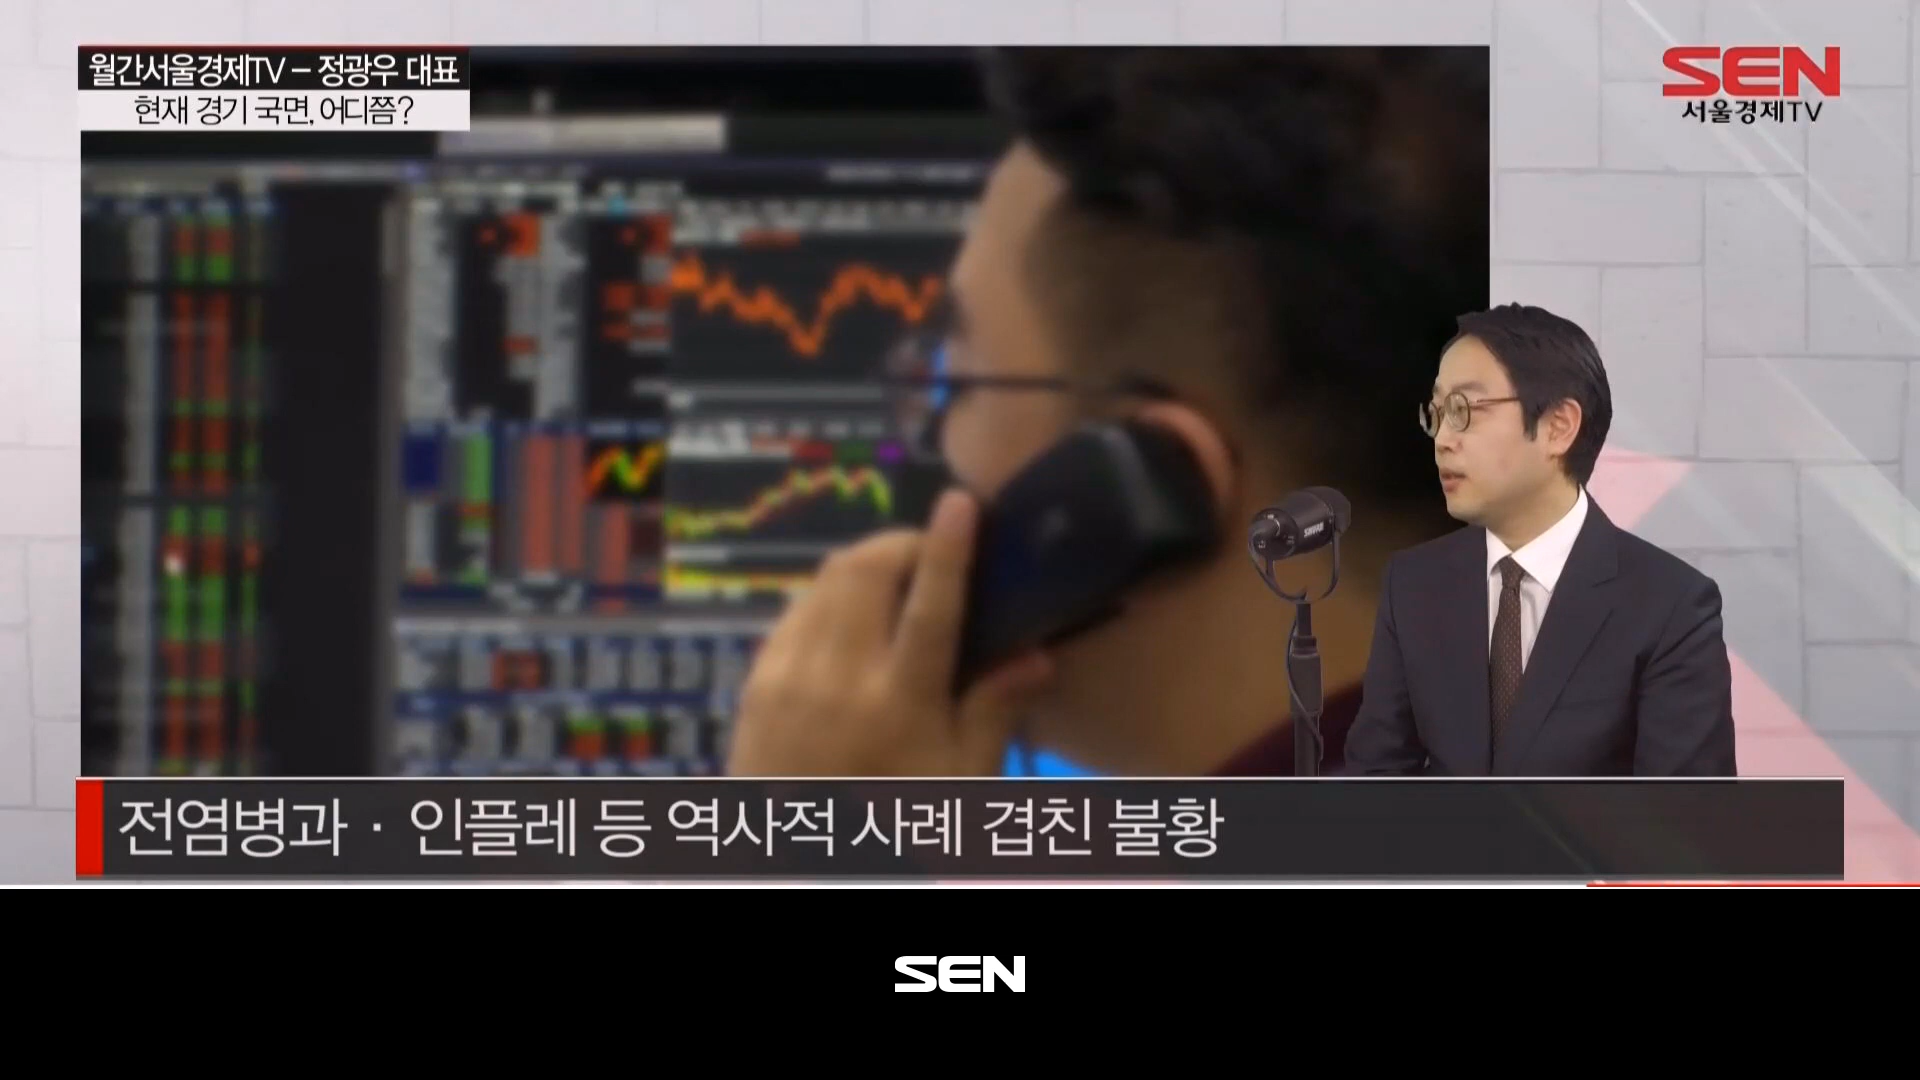 월간서울경제TV – 정광우 대표
현재 경기 국면, 어디쯤?
SEN
서울경제TV
SHURE
전염병과 · 인플레 등 역사적 사례 겹친 불황
SEN